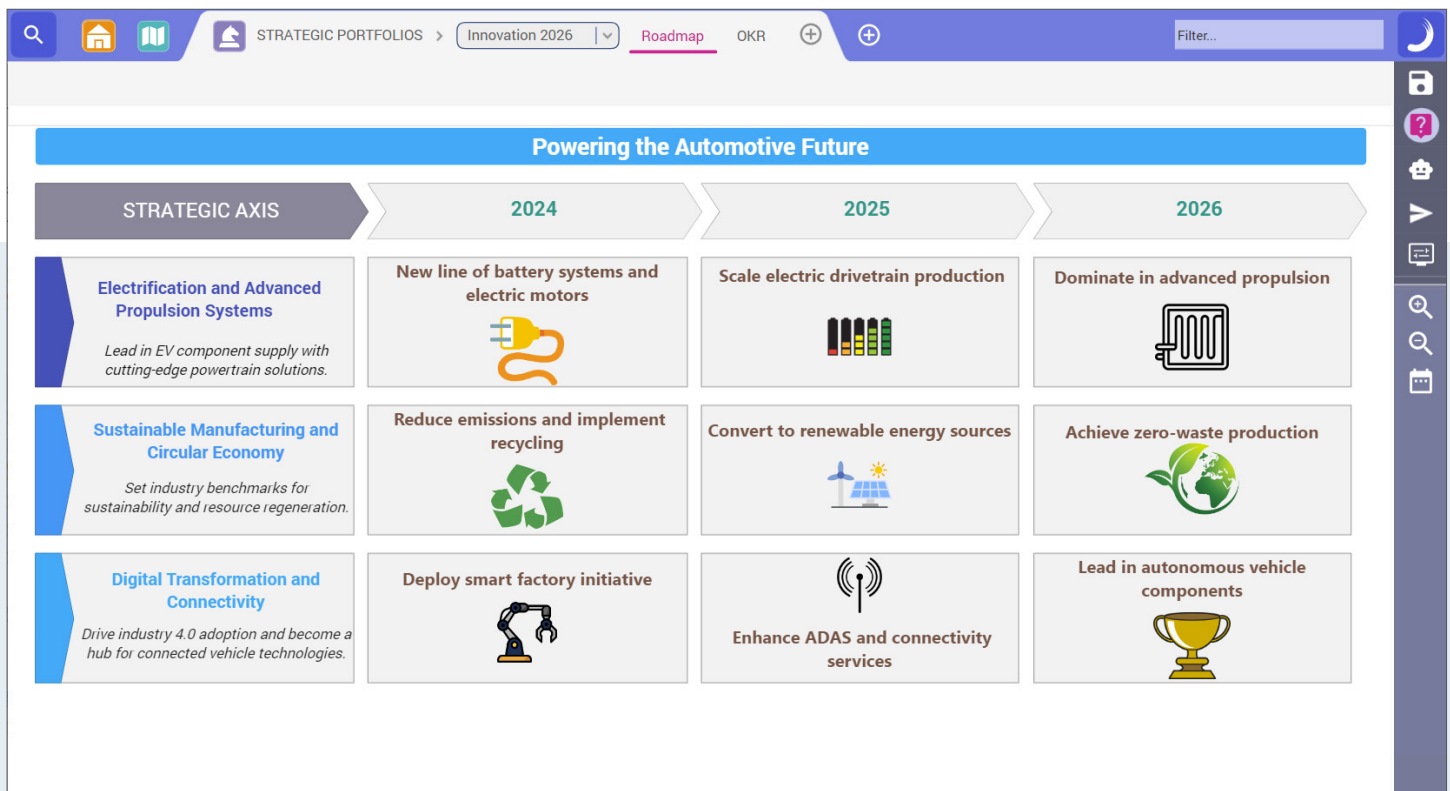 STRATEGIC PORTFOLIOS > Innovation 2026 Roadmap OKR Filter...
Powering the Automotive Future
STRATEGIC AXIS 2024 2025 2026
Electrification and Advanced
Propulsion Systems
Lead in EV component supply with
cutting-edge powertrain solutions.
New line of battery systems and
electric motors
Scale electric drivetrain production
Dominate in advanced propulsion
Sustainable Manufacturing and
Circular Economy
Set industry benchmarks for
sustainability and resource regeneration.
Reduce emissions and implement
recycling
Convert to renewable energy sources
Achieve zero-waste production
Digital Transformation and
Connectivity
Drive industry 4.0 adoption and become a
hub for connected vehicle technologies.
Deploy smart factory initiative
Enhance ADAS and connectivity
services
Lead in autonomous vehicle
components